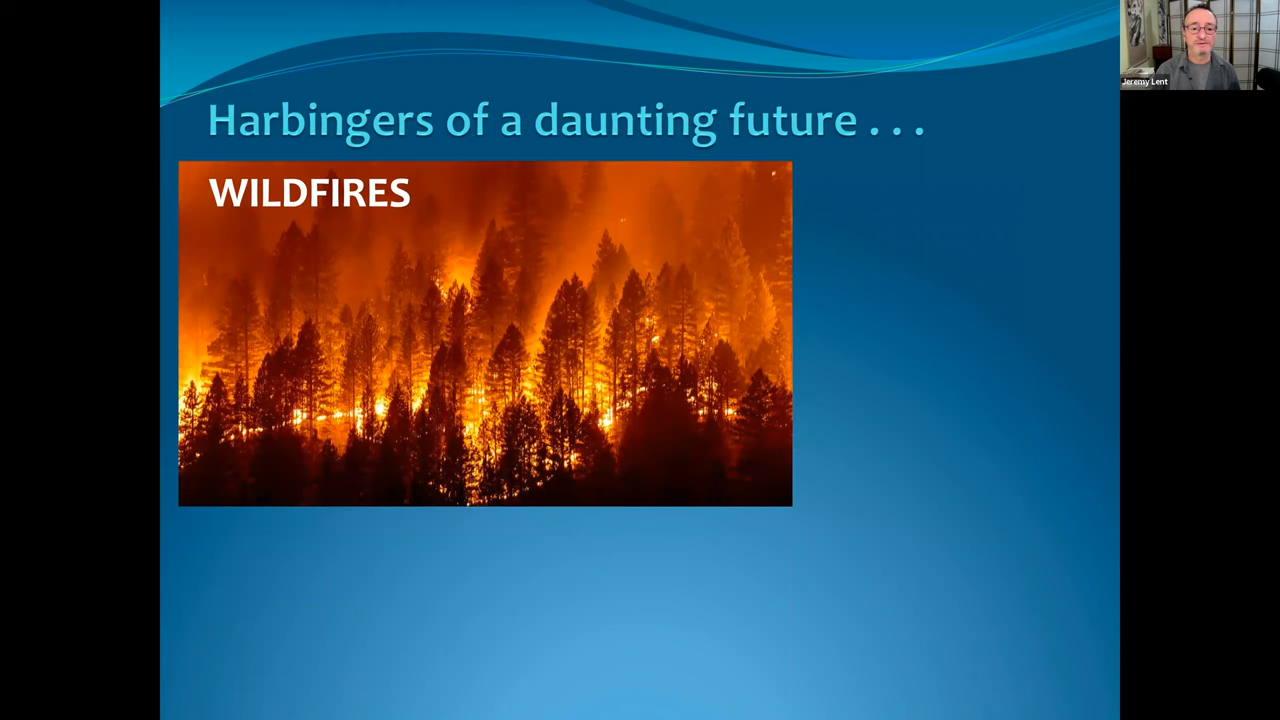 Harbingers of a daunting future . . .
WILDFIRES
Jeremy Lent